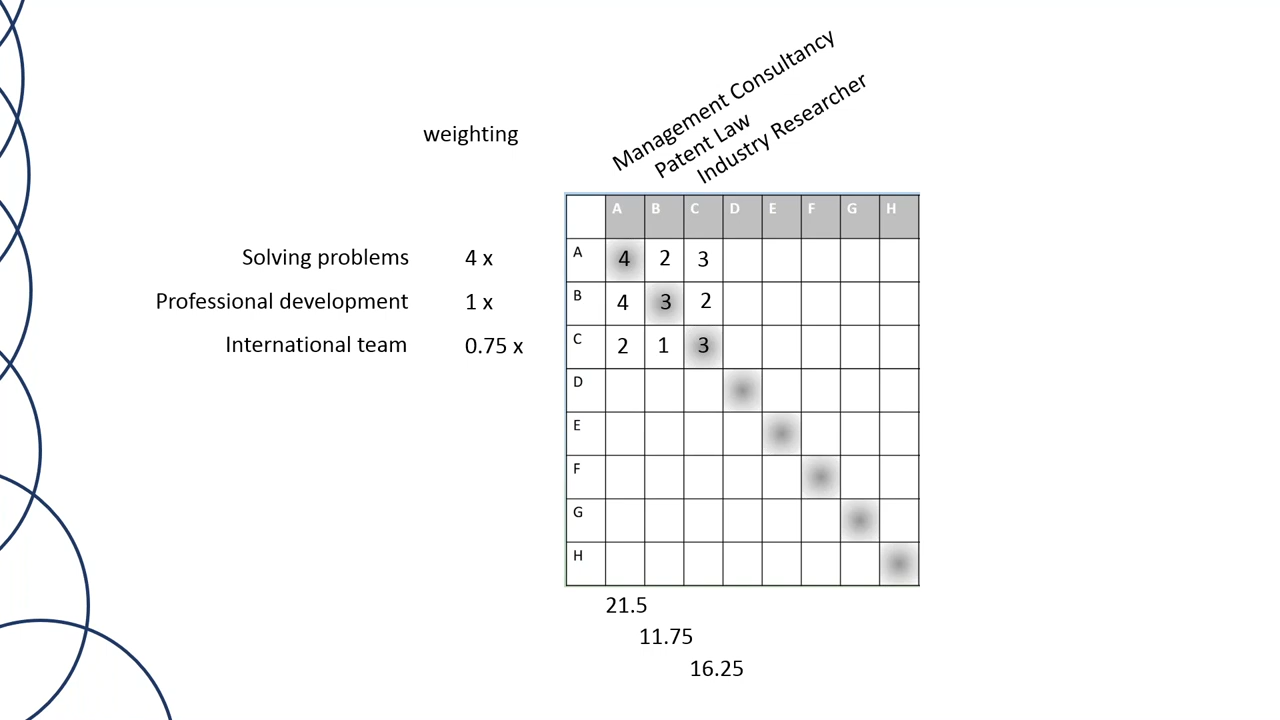 Management Consultancy
Patent Law
Industry Researcher
weighting
A B C D E F G H
Solving problems 4 x A 4 2 3
Professional development 1 x B 4 3 2
International team 0.75 x C 2 1 3
D
E
F
G
H
21.5
11.75
16.25